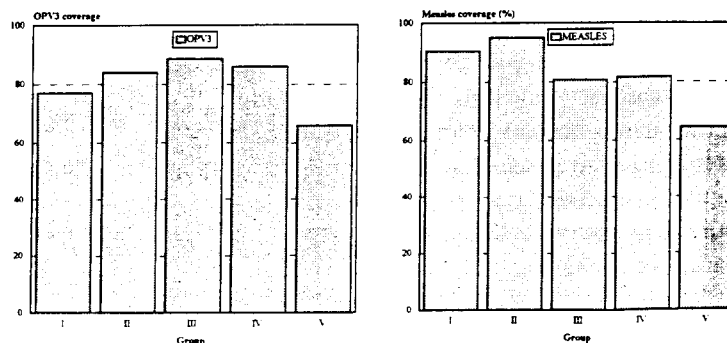 OPV3 coverage
OPV3
100
80
60
40
20
0
I II III IV V
Group
Measles coverage (%)
MEASLES
100
80
60
40
20
0
I II III IV V
Group